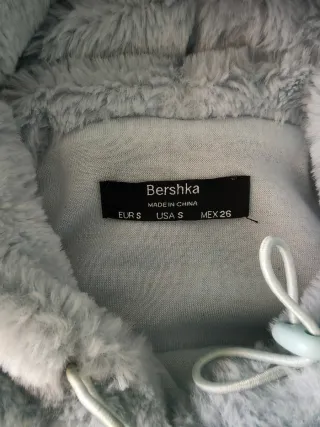 Bershka
MADE IN CHINA
EUR S USA S MEX 26